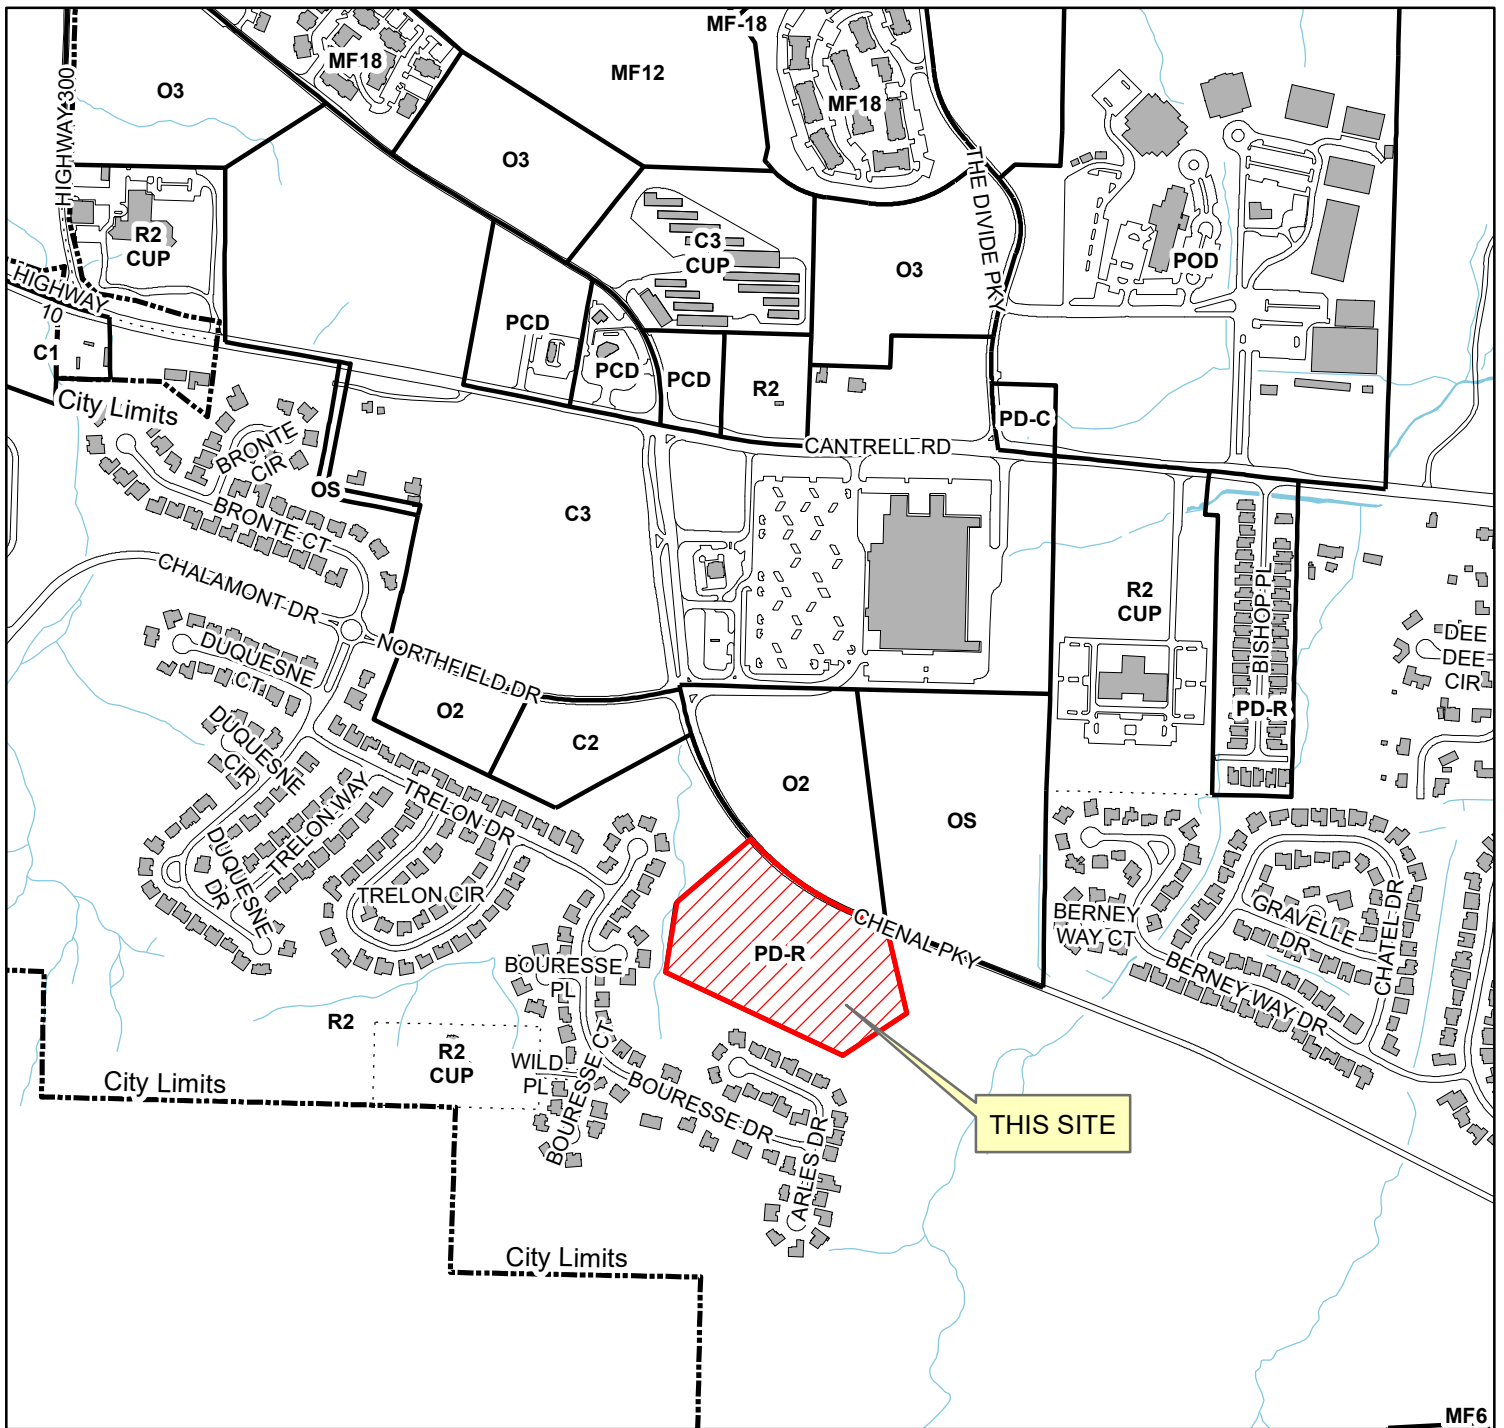 MF-18
MF18
MF12
O3
MF18
HIGHWAY 300
O3
THE DIVIDE PKY
R2
CUP
C3
CUP
O3
POD
HIGHWAY
10
PCD
PCD
PCD
R2
C1
PD-C
City Limits
CANTRELL RD
BRONTE
CIR
OS
BRONTE CT
C3
CHALAMONT DR
R2
CUP
BISHOP PL
DEE
DEE
CIR
DUQUESNE
CT
NORTHFIELD DR
O2
PD-R
DUQUESNE
CIR
C2
TRELON WAY
TRELON DR
O2
OS
DUQUESNE
DR
TRELON CIR
BERNEY
WAY CT
GRAVELLE
DR
CHATEL DR
CHENAL PKY
PD-R
BOURESSE
PL
BERNEY WAY DR
R2
R2
CUP
WILD
PL
BOURESSE CT
City Limits
BOURESSE DR
THIS SITE
ARLES DR
City Limits
MF6